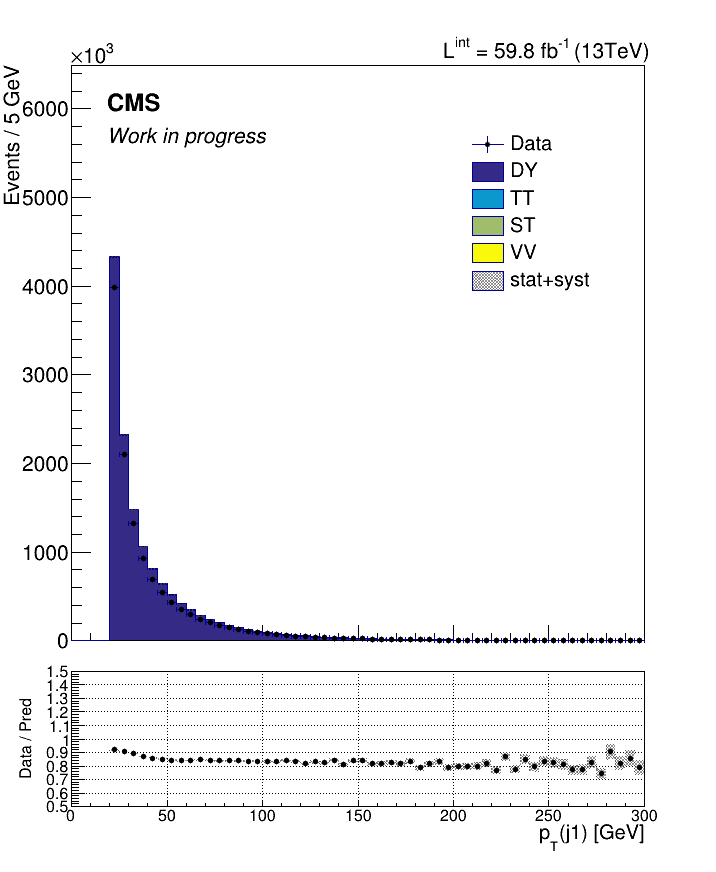 ×10³
L^int = 59.8 fb⁻¹ (13TeV)
Events / 5 GeV
6000
5000
4000
3000
2000
1000
0
CMS
Work in progress
Data
DY
TT
ST
VV
stat+syst
Data / Pred
1.5
1.4
1.3
1.2
1.1
1
0.9
0.8
0.7
0.6
0.5
0 50 100 150 200 250 300
p_T(j1) [GeV]